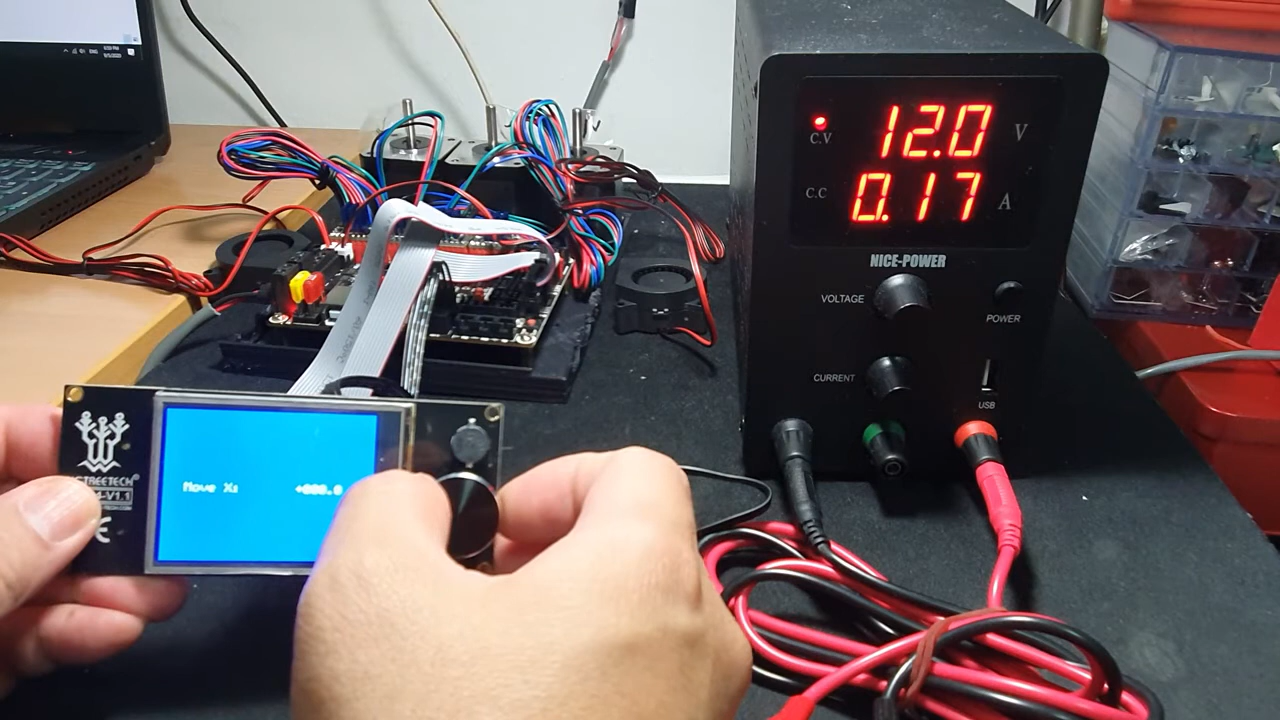 12.0 V
C.V
0.17 A
C.C
NICE-POWER
VOLTAGE
POWER
CURRENT
USB
Move X: